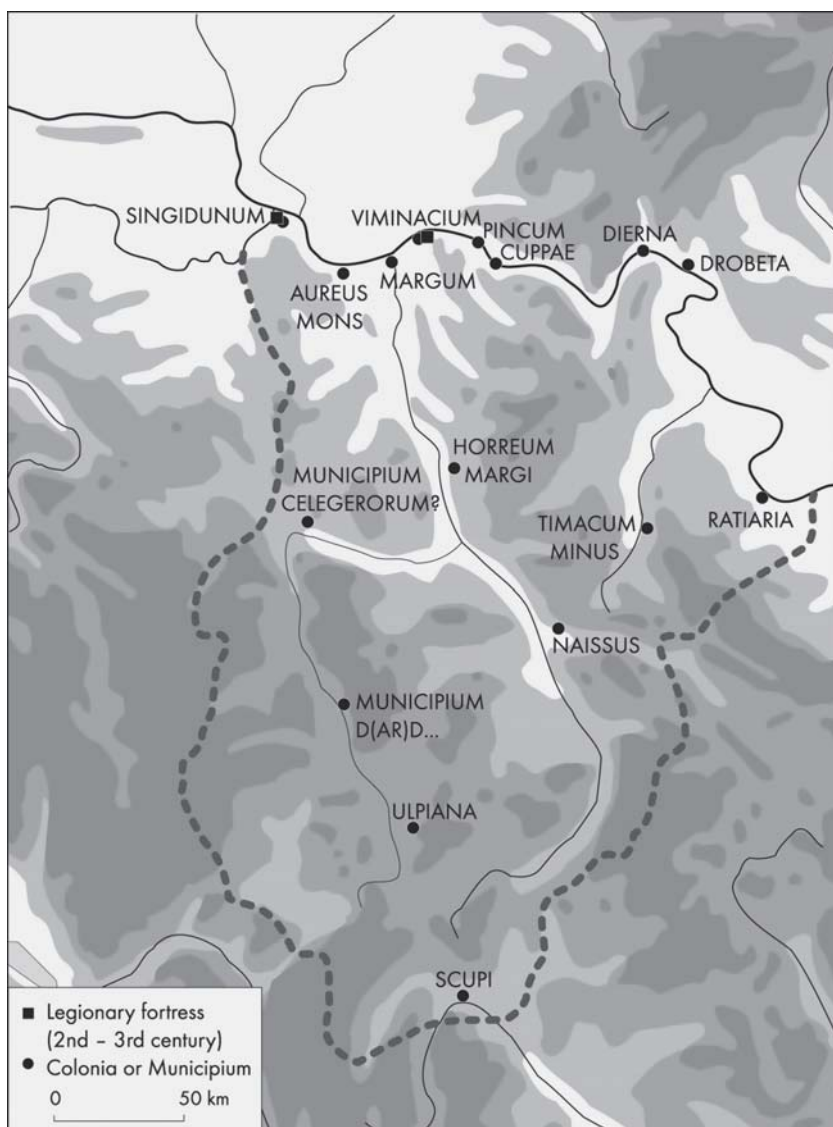 SINGIDUNUM
VIMINACIUM
PINCUM
CUPPAE
DIERNA
DROBETA
AUREUS
MONS
MARGUM
HORREUM
MARGI
MUNICIPIUM
CELEGERORUM?
TIMACUM
MINUS
RATIARIA
NAISSUS
MUNICIPIUM
D(AR)D...
ULPIANA
SCUPI
Legionary fortress
(2nd – 3rd century)
Colonia or Municipium
0 50 km